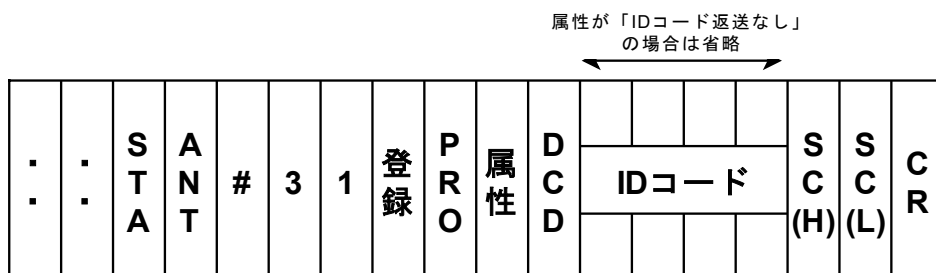 属性が「IDコード返送なし」
の場合は省略
: : STA ANT # 3 1 登録 PRO 属性 DCD IDコード SC(H) SC(L) CR